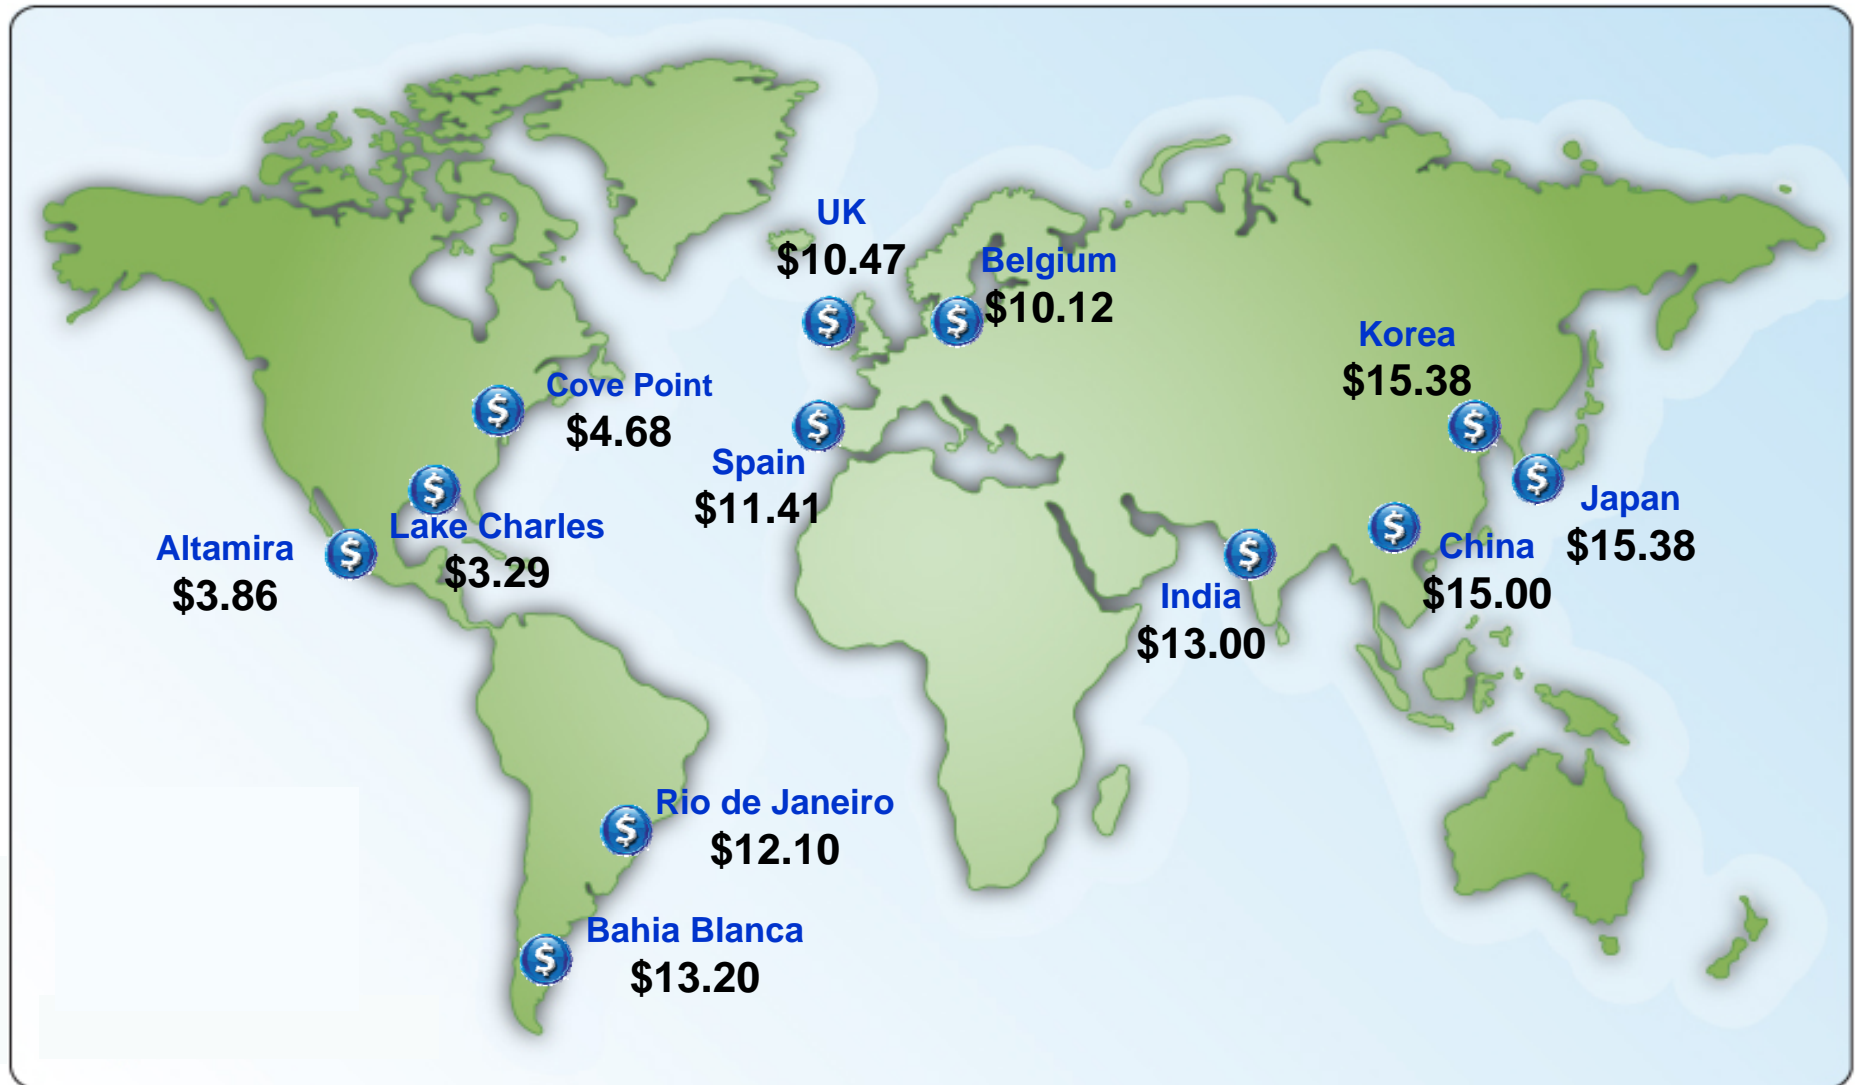 UK
$10.47
Belgium
$10.12
Korea
$15.38
Cove Point
$4.68
Spain
$11.41
Japan
$15.38
Lake Charles
$3.29
Altamira
$3.86
China
$15.00
India
$13.00
Rio de Janeiro
$12.10
Bahia Blanca
$13.20